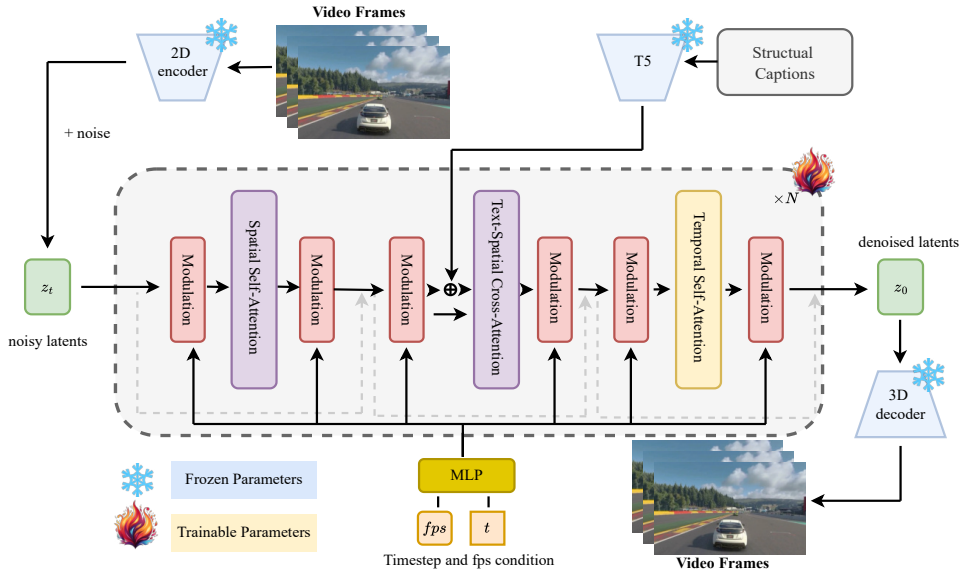 Video Frames
2D
encoder
T5
Structual
Captions
+ noise
×N
Modulation
Spatial Self-Attention
Modulation
Modulation
Text-Spatial Cross-Attention
Modulation
Modulation
Temporal Self-Attention
Modulation
z_t
noisy latents
denoised latents
z_0
3D
decoder
MLP
fps
t
Timestep and fps condition
Frozen Parameters
Trainable Parameters
Video Frames